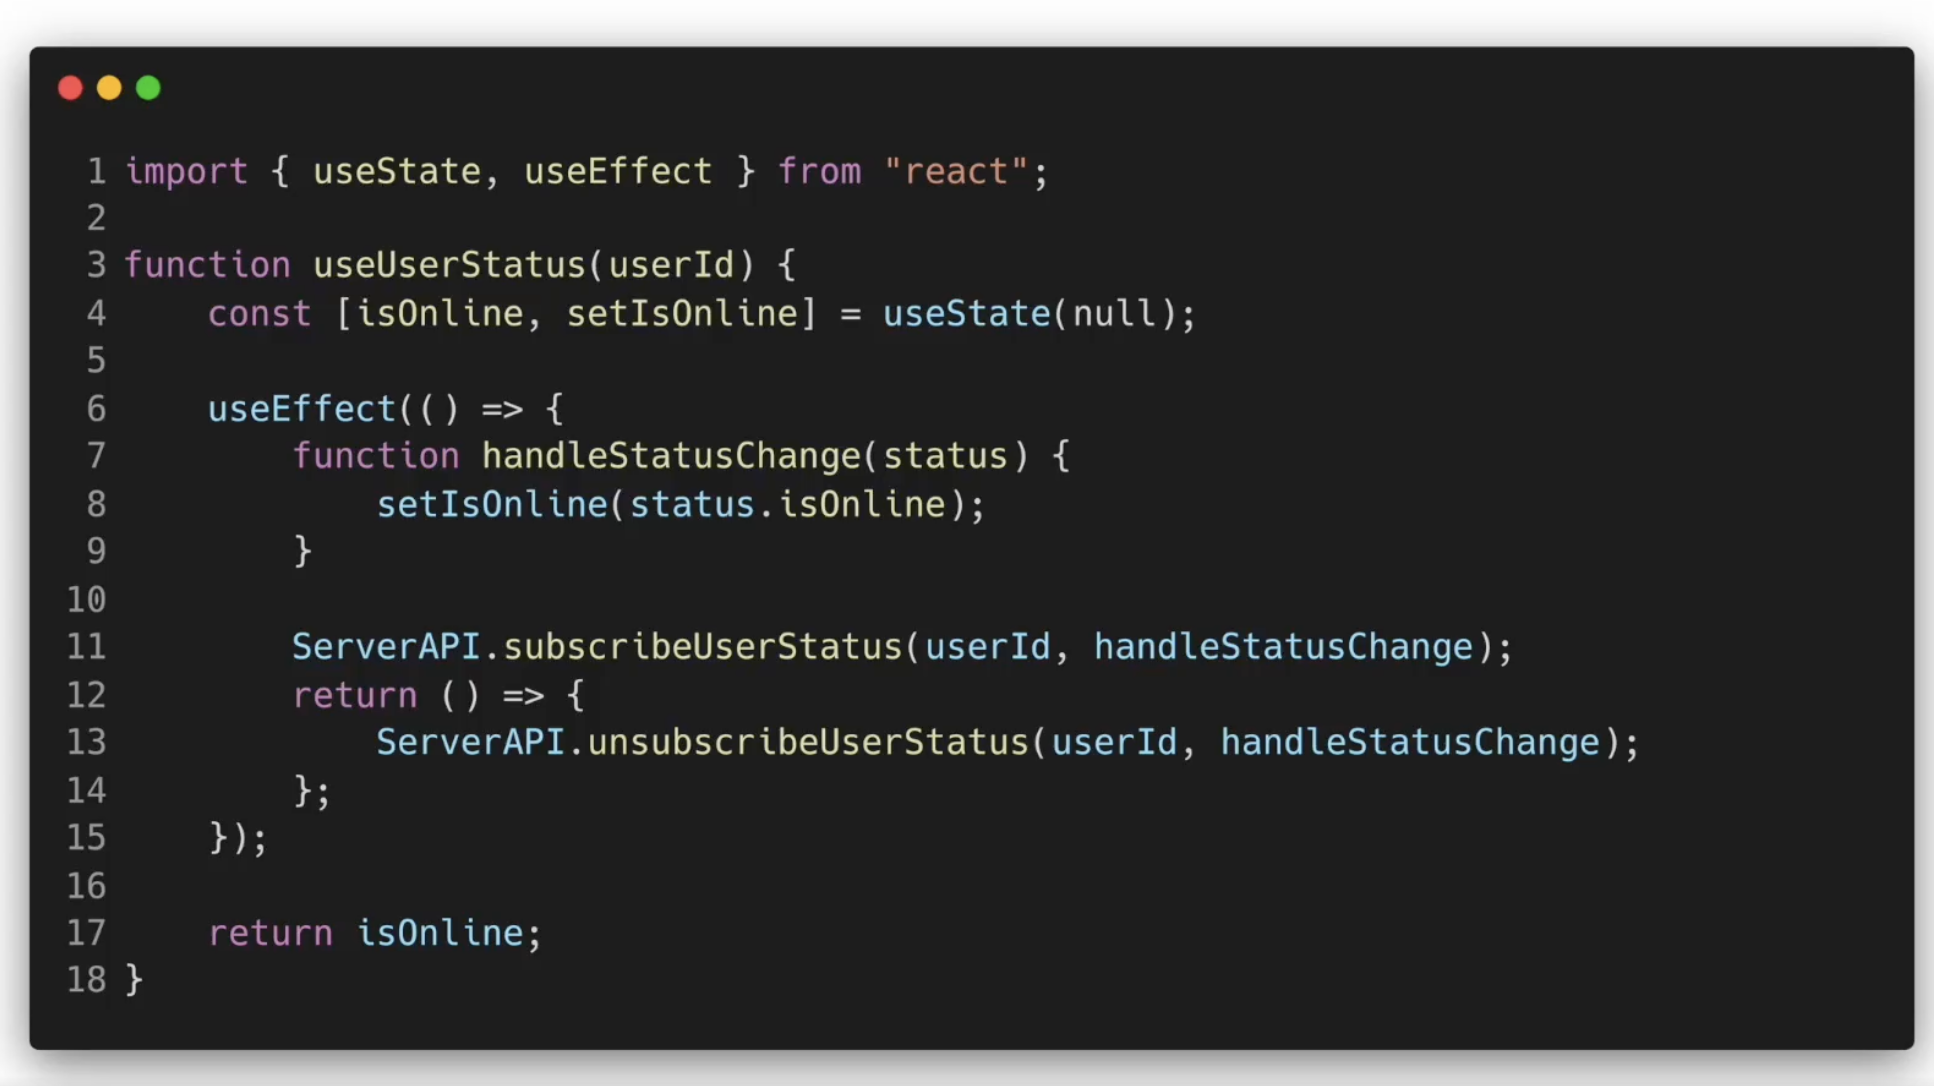 1 import { useState, useEffect } from "react";
2
3 function useUserStatus(userId) {
4     const [isOnline, setIsOnline] = useState(null);
5
6     useEffect(() => {
7         function handleStatusChange(status) {
8             setIsOnline(status.isOnline);
9         }
10
11         ServerAPI.subscribeUserStatus(userId, handleStatusChange);
12         return () => {
13             ServerAPI.unsubscribeUserStatus(userId, handleStatusChange);
14         };
15     });
16
17     return isOnline;
18 }